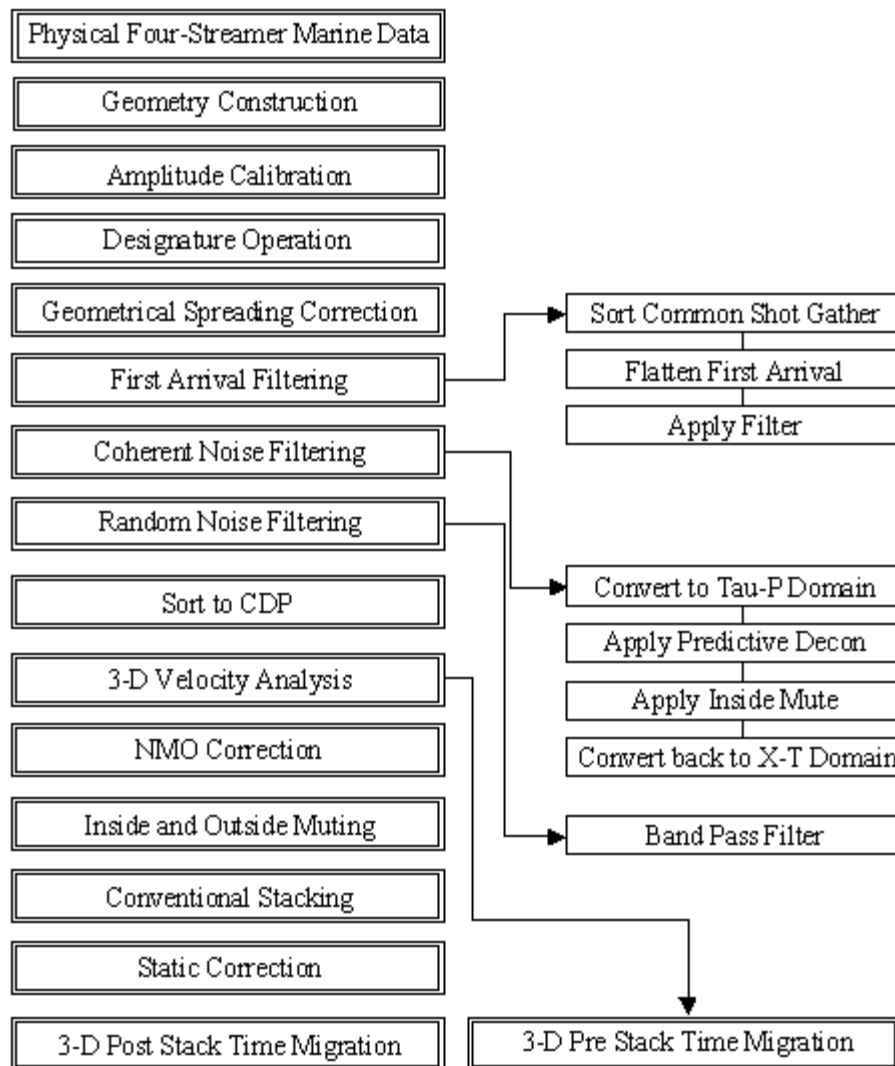 Physical Four-Streamer Marine Data
Geometry Construction
Amplitude Calibration
Designature Operation
Geometrical Spreading Correction
First Arrival Filtering
Coherent Noise Filtering
Random Noise Filtering
Sort to CDP
3-D Velocity Analysis
NMO Correction
Inside and Outside Muting
Conventional Stacking
Static Correction
3-D Post Stack Time Migration
Sort Common Shot Gather
Flatten First Arrival
Apply Filter
Convert to Tau-P Domain
Apply Predictive Decon
Apply Inside Mute
Convert back to X-T Domain
Band Pass Filter
3-D Pre Stack Time Migration